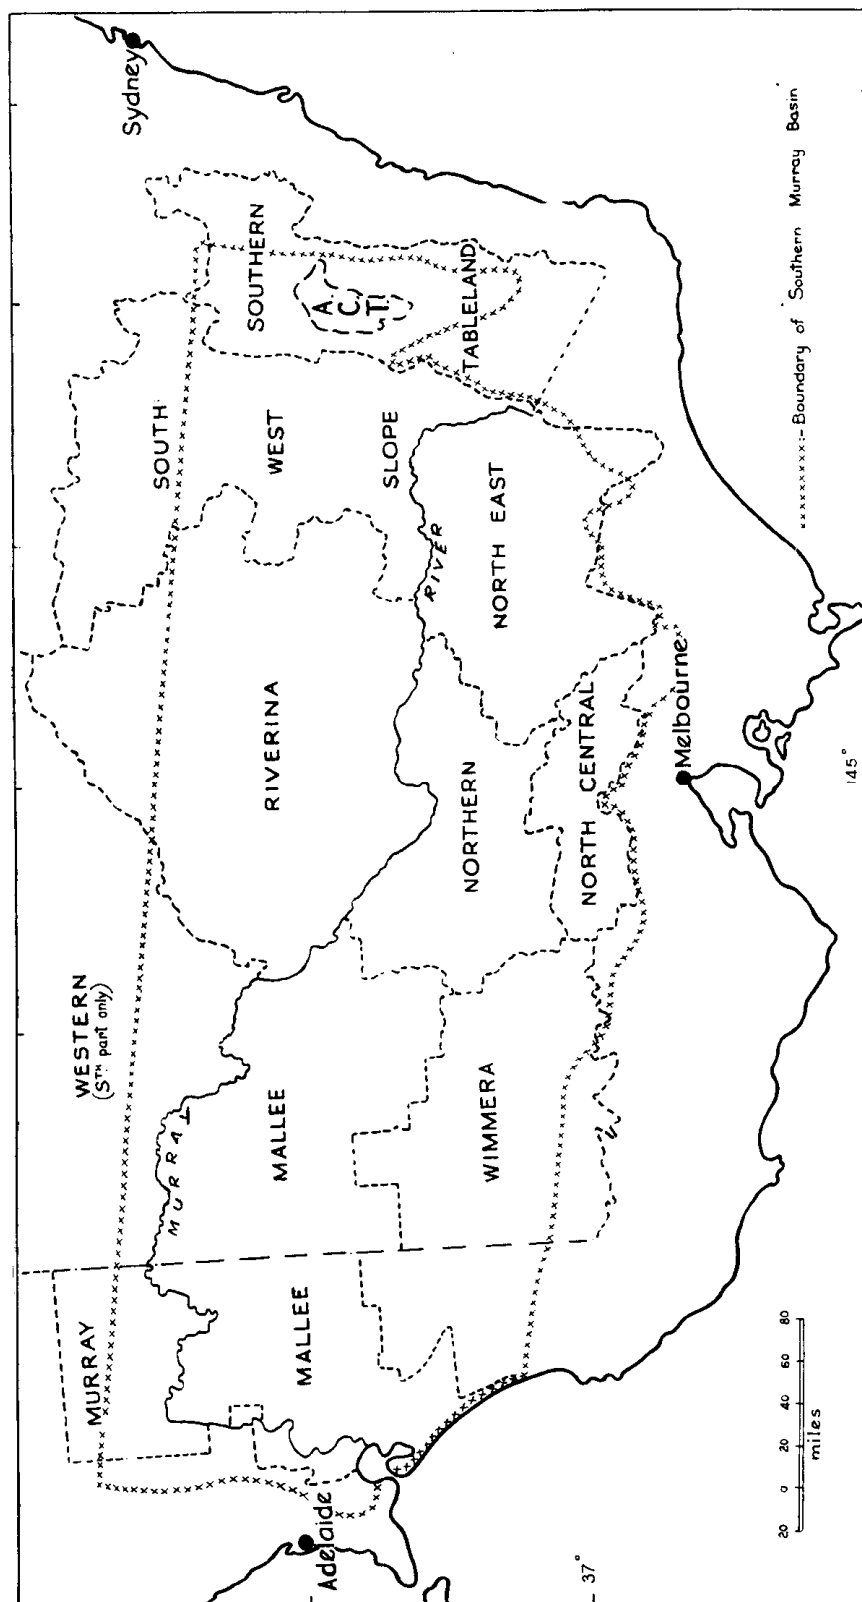 Sydney
SOUTHERN
TABLELAND
A.
C.
T.
SOUTH
WEST
SLOPE
RIVER
NORTH EAST
RIVERINA
NORTHERN
NORTH CENTRAL
Melbourne
WESTERN
(STH part only)
MURRAY
MALLEE
WIMMERA
MURRAY
MALLEE
Adelaide
xxxxxxxxx:- Boundary of Southern Murray Basin
145°
37°
20 0 20 40 60 80
miles